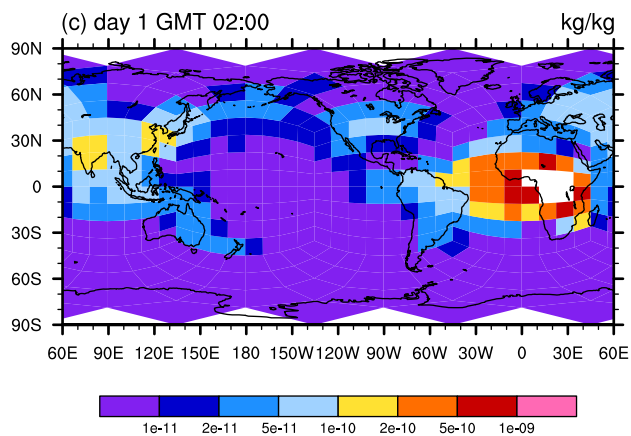 (c) day 1 GMT 02:00 kg/kg
90N
60N
30N
0
30S
60S
90S
60E 90E 120E 150E 180 150W 120W 90W 60W 30W 0 30E 60E
1e-11 2e-11 5e-11 1e-10 2e-10 5e-10 1e-09